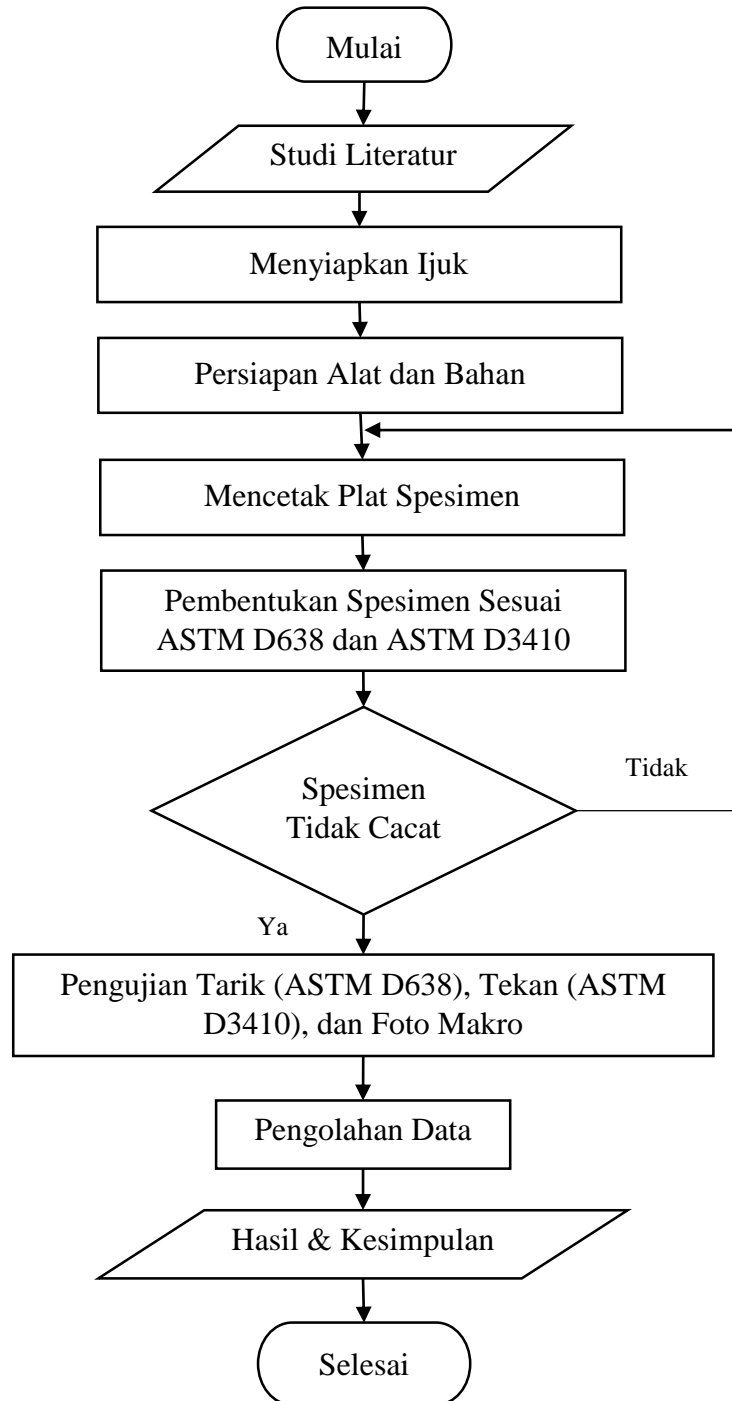 Mulai
Studi Literatur
Menyiapkan Ijuk
Persiapan Alat dan Bahan
Mencetak Plat Spesimen
Pembentukan Spesimen Sesuai
ASTM D638 dan ASTM D3410
Spesimen
Tidak Cacat
Tidak
Ya
Pengujian Tarik (ASTM D638), Tekan (ASTM
D3410), dan Foto Makro
Pengolahan Data
Hasil & Kesimpulan
Selesai